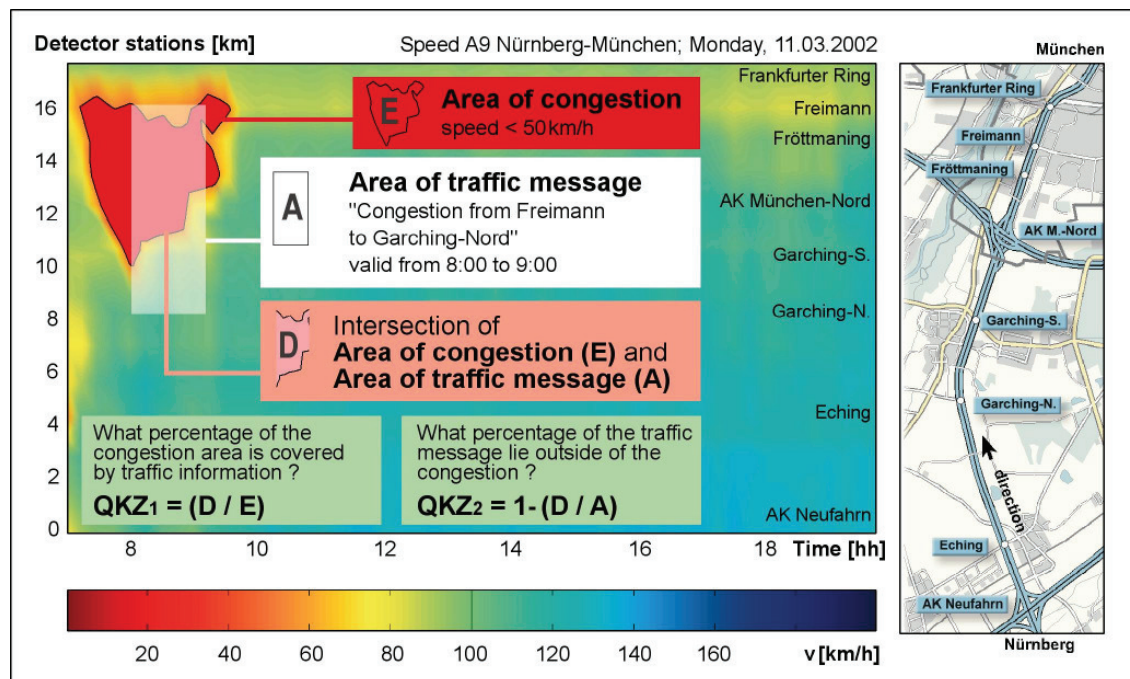 Detector stations [km]
Speed A9 Nürnberg-München; Monday, 11.03.2002
16
14
12
10
8
6
4
2
0
E
Area of congestion
speed < 50km/h
A
Area of traffic message
"Congestion from Freimann
to Garching-Nord"
valid from 8:00 to 9:00
D
Intersection of
Area of congestion (E) and
Area of traffic message (A)
What percentage of the
congestion area is covered
by traffic information ?
QKZ1 = (D / E)
What percentage of the traffic
message lie outside of the
congestion ?
QKZ2 = 1- (D / A)
Frankfurter Ring
Freimann
Fröttmaning
AK München-Nord
Garching-S.
Garching-N.
Eching
AK Neufahrn
8 10 12 14 16 18 Time [hh]
20 40 60 80 100 120 140 160 v [km/h]
München
Frankfurter Ring
Freimann
Fröttmaning
AK M.-Nord
Garching-S.
Garching-N.
direction
Eching
AK Neufahrn
Nürnberg